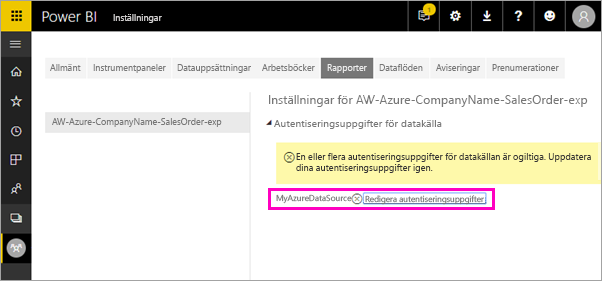 Power BI Inställningar
1
Allmänt Instrumentpaneler Datauppsättningar Arbetsböcker Rapporter Dataflöden Aviseringar Prenumerationer
AW-Azure-CompanyName-SalesOrder-exp
Inställningar för AW-Azure-CompanyName-SalesOrder-exp
Autentiseringsuppgifter för datakälla
En eller flera autentiseringsuppgifter för datakällan är ogiltiga. Uppdatera
dina autentiseringsuppgifter igen.
MyAzureDataSource Redigera autentiseringsuppgifter